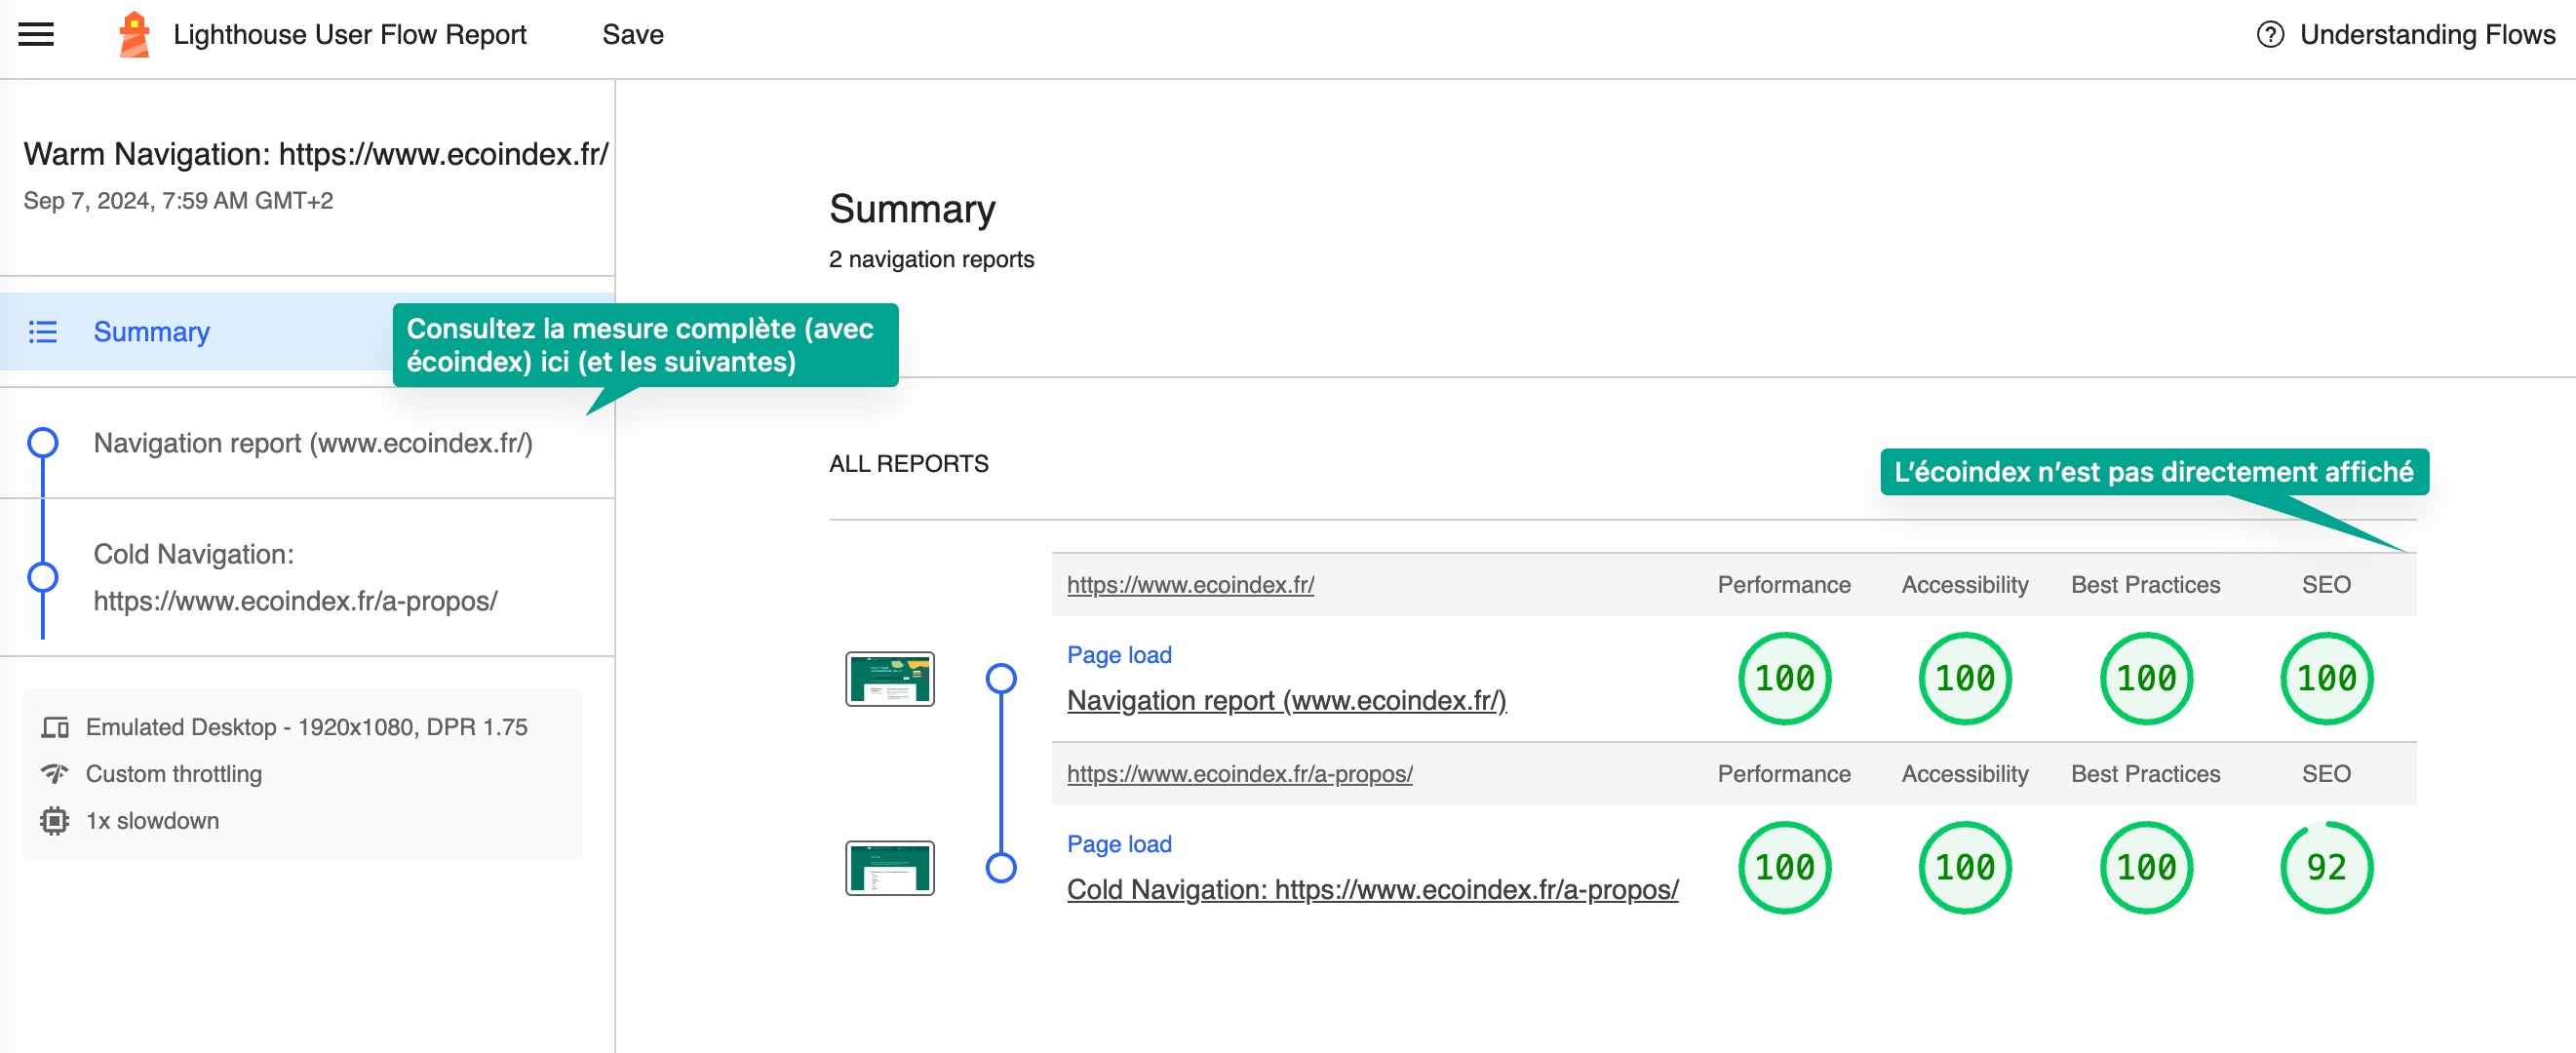 Lighthouse User Flow Report
Save
Understanding Flows
Warm Navigation: https://www.ecoindex.fr/
Sep 7, 2024, 7:59 AM GMT+2
Summary
Navigation report (www.ecoindex.fr/)
Cold Navigation:
https://www.ecoindex.fr/a-propos/
Emulated Desktop - 1920x1080, DPR 1.75
Custom throttling
1x slowdown
Consultez la mesure complète (avec
écoindex) ici (et les suivantes)
Summary
2 navigation reports
ALL REPORTS
L’écoindex n’est pas directement affiché
https://www.ecoindex.fr/ Performance Accessibility Best Practices SEO
Page load
Navigation report (www.ecoindex.fr/) 100 100 100 100
https://www.ecoindex.fr/a-propos/ Performance Accessibility Best Practices SEO
Page load
Cold Navigation: https://www.ecoindex.fr/a-propos/ 100 100 100 92